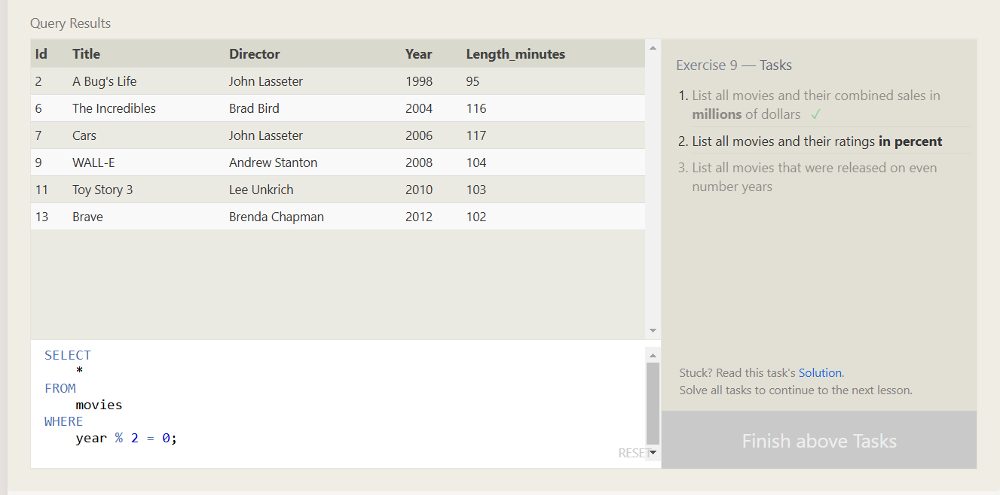 Query Results
Id Title Director Year Length_minutes
2 A Bug's Life John Lasseter 1998 95
6 The Incredibles Brad Bird 2004 116
7 Cars John Lasseter 2006 117
9 WALL-E Andrew Stanton 2008 104
11 Toy Story 3 Lee Unkrich 2010 103
13 Brave Brenda Chapman 2012 102
SELECT
*
FROM
movies
WHERE
year % 2 = 0;
RESET
Exercise 9 — Tasks
1. List all movies and their combined sales in
millions of dollars ✓
2. List all movies and their ratings in percent
3. List all movies that were released on even
number years
Stuck? Read this task's Solution.
Solve all tasks to continue to the next lesson.
Finish above Tasks